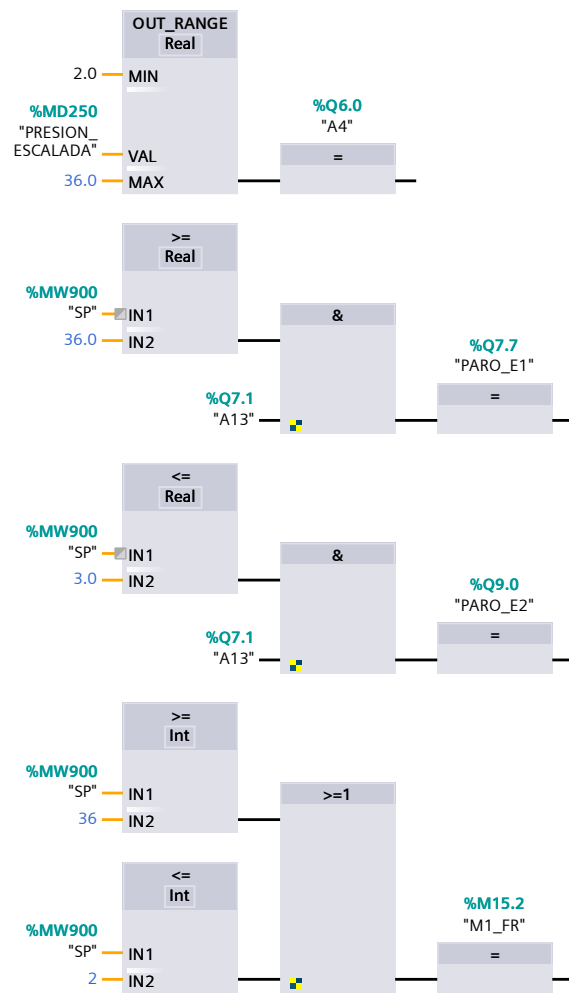 OUT_RANGE
Real
2.0 MIN
%MD250
"PRESION_
ESCALADA" VAL
36.0 MAX
%Q6.0
"A4"
=
>=
Real
%MW900
"SP" IN1
36.0 IN2
&
%Q7.1
"A13"
%Q7.7
"PARO_E1"
=
<=
Real
%MW900
"SP" IN1
3.0 IN2
&
%Q7.1
"A13"
%Q9.0
"PARO_E2"
=
>=
Int
%MW900
"SP" IN1
36 IN2
>=1
<=
Int
%MW900
"SP" IN1
2 IN2
%M15.2
"M1_FR"
=